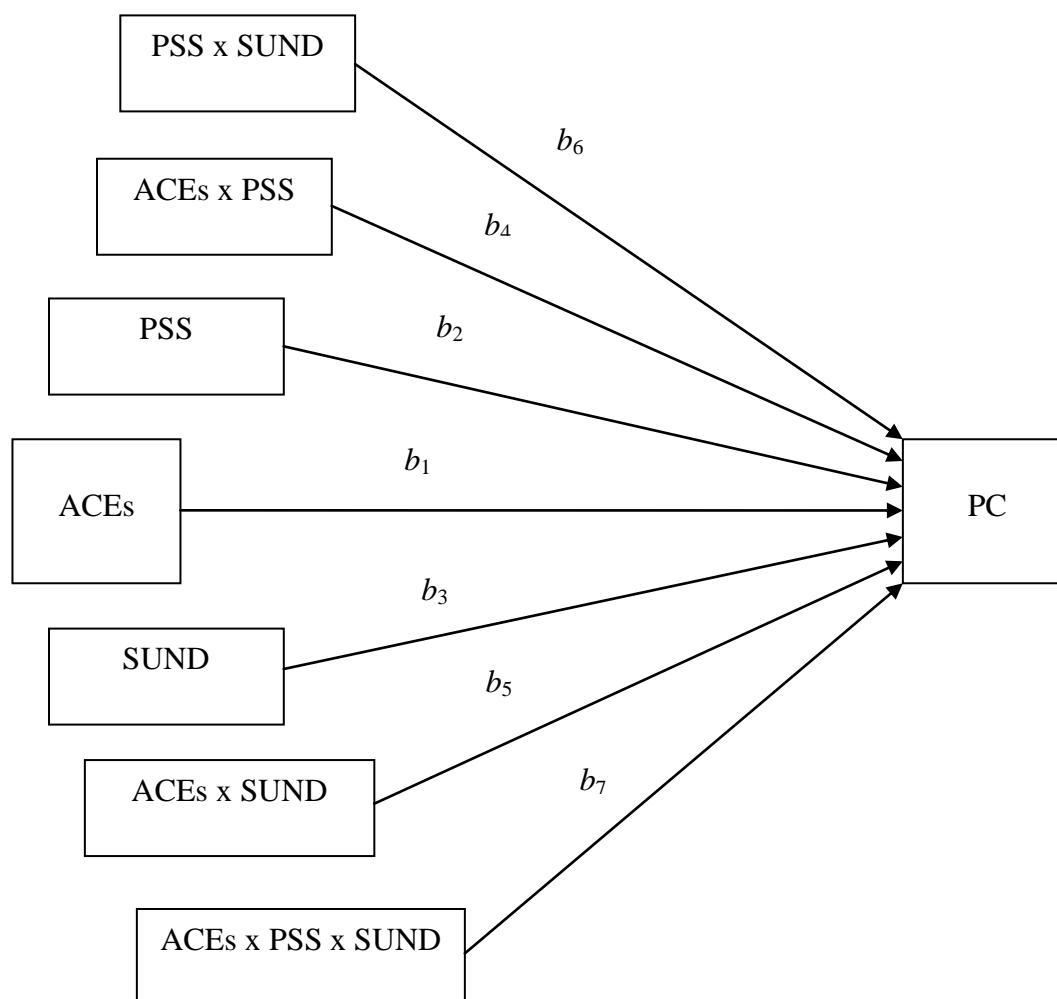 PSS x SUND
b6
ACEs x PSS
b4
PSS
b2
ACEs
b1
PC
SUND
b3
ACEs x SUND
b5
ACEs x PSS x SUND
b7